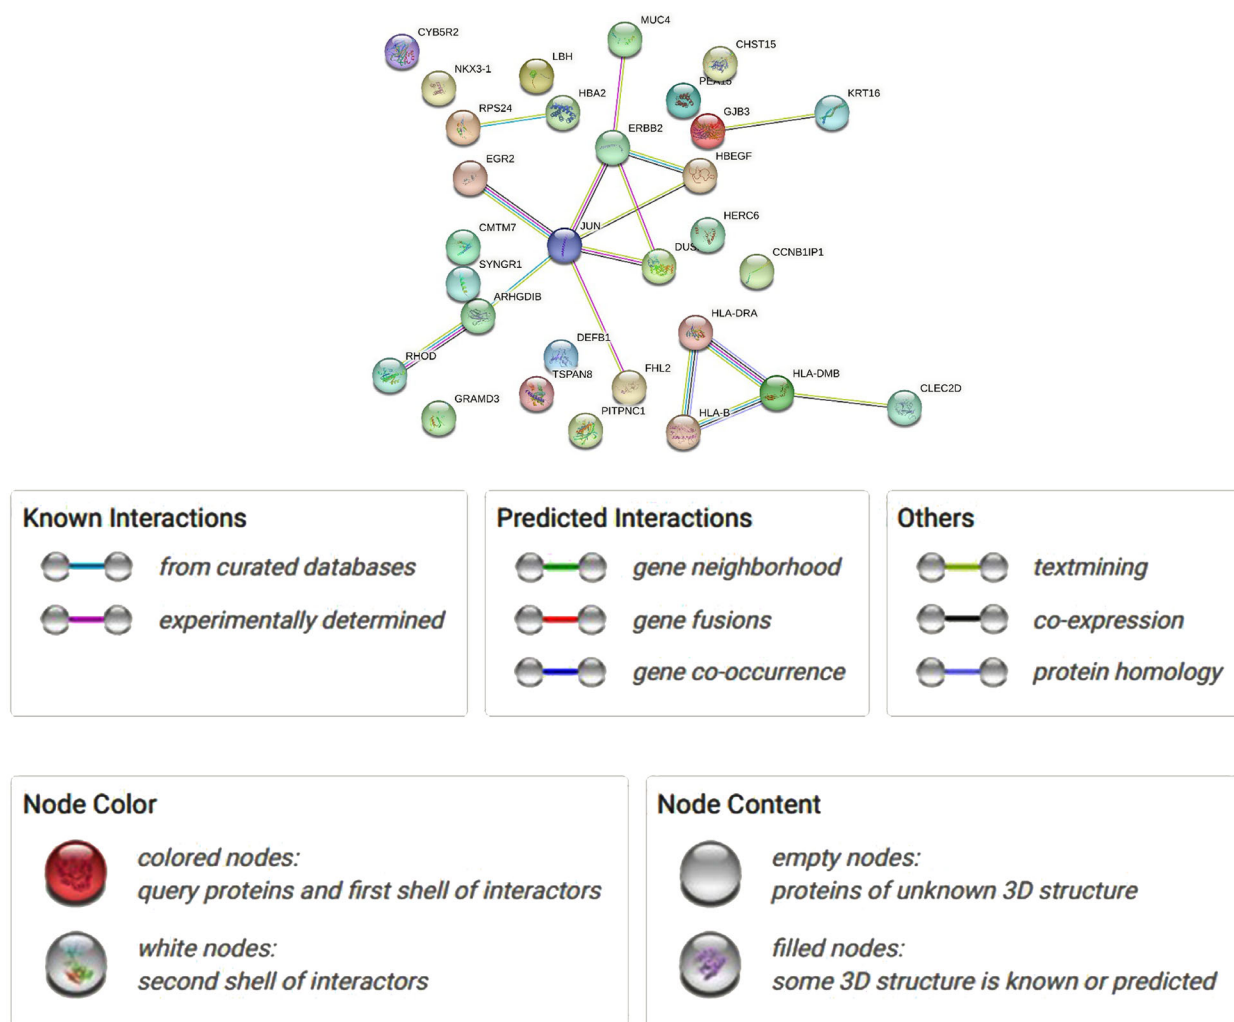 MUC4
CYB5R2
CHST15
LBH
NKX3-1
HBA2
KRT16
RPS24
GJB3
ERBB2
EGR2
HBEGF
HERC6
JUN
CMTM7
DUS
CCNB1IP1
SYNGR1
ARHGDIB
HLA-DRA
DEFB1
RHOD
TSPAN8
FHL2
HLA-DMB
CLEC2D
GRAMD3
PITPNC1
HLA-B
Known Interactions
from curated databases
experimentally determined
Predicted Interactions
gene neighborhood
gene fusions
gene co-occurrence
Others
textmining
co-expression
protein homology
Node Color
colored nodes:
query proteins and first shell of interactors
white nodes:
second shell of interactors
Node Content
empty nodes:
proteins of unknown 3D structure
filled nodes:
some 3D structure is known or predicted